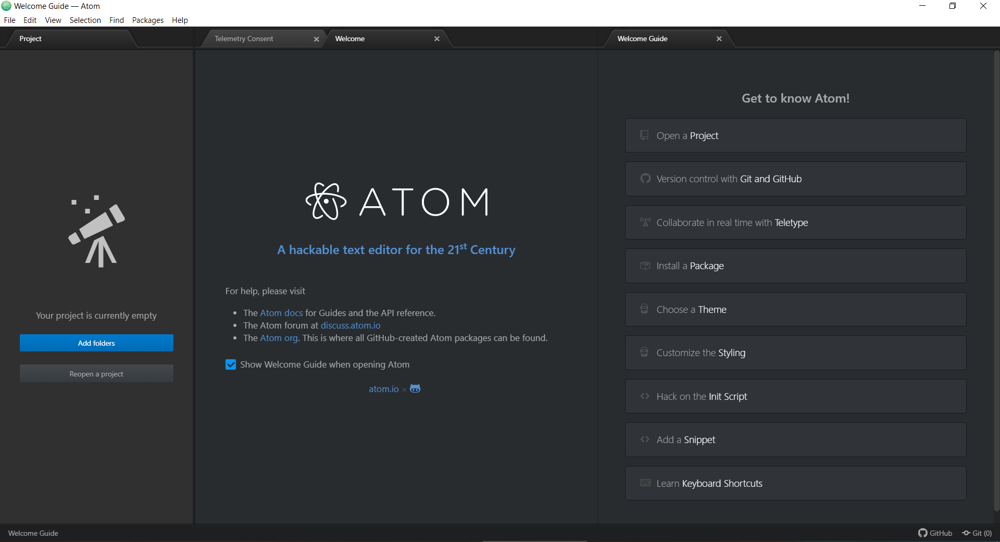 Welcome Guide — Atom
File Edit View Selection Find Packages Help
Project
Telemetry Consent
Welcome
Welcome Guide
Your project is currently empty
Add folders
Reopen a project
ATOM
A hackable text editor for the 21st Century
For help, please visit
• The Atom docs for Guides and the API reference.
• The Atom forum at discuss.atom.io
• The Atom org. This is where all GitHub-created Atom packages can be found.
Show Welcome Guide when opening Atom
atom.io ×
Get to know Atom!
Open a Project
Version control with Git and GitHub
Collaborate in real time with Teletype
Install a Package
Choose a Theme
Customize the Styling
Hack on the Init Script
Add a Snippet
Learn Keyboard Shortcuts
Welcome Guide
GitHub
Git (0)